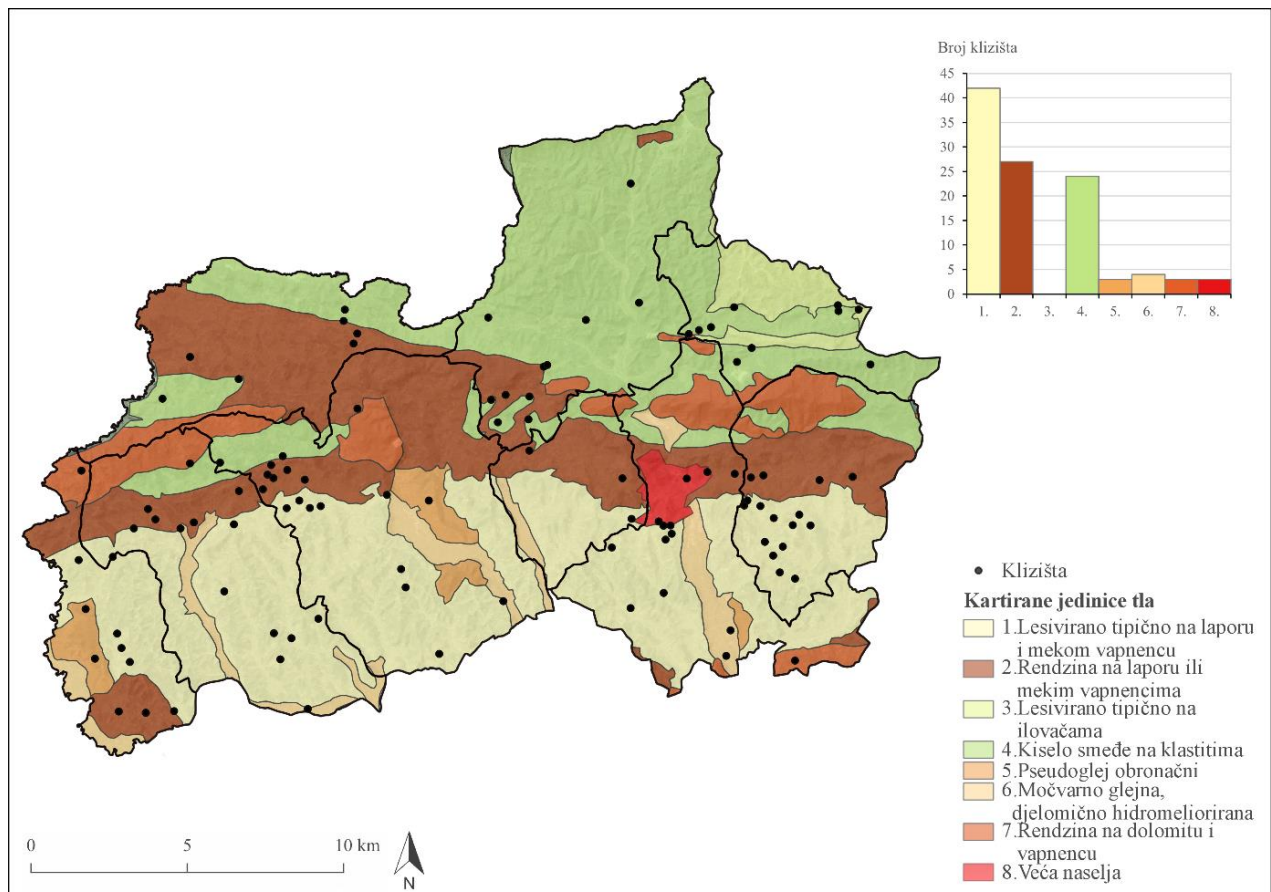 Broj klizišta
45
40
35
30
25
20
15
10
5
0
1. 2. 3. 4. 5. 6. 7. 8.
Klizišta
Kartirane jedinice tla
1.Lesivirano tipično na laporu
i mekom vapnencu
2.Rendzina na laporu ili
mekim vapnencima
3.Lesivirano tipično na
ilovačama
4.Kiselo smeđe na klastitima
5.Pseudoglej obronačni
6.Močvarno glejna,
djelomično hidromeliorirana
7.Rendzina na dolomitu i
vapnencu
8.Veća naselja
0 5 10 km
N